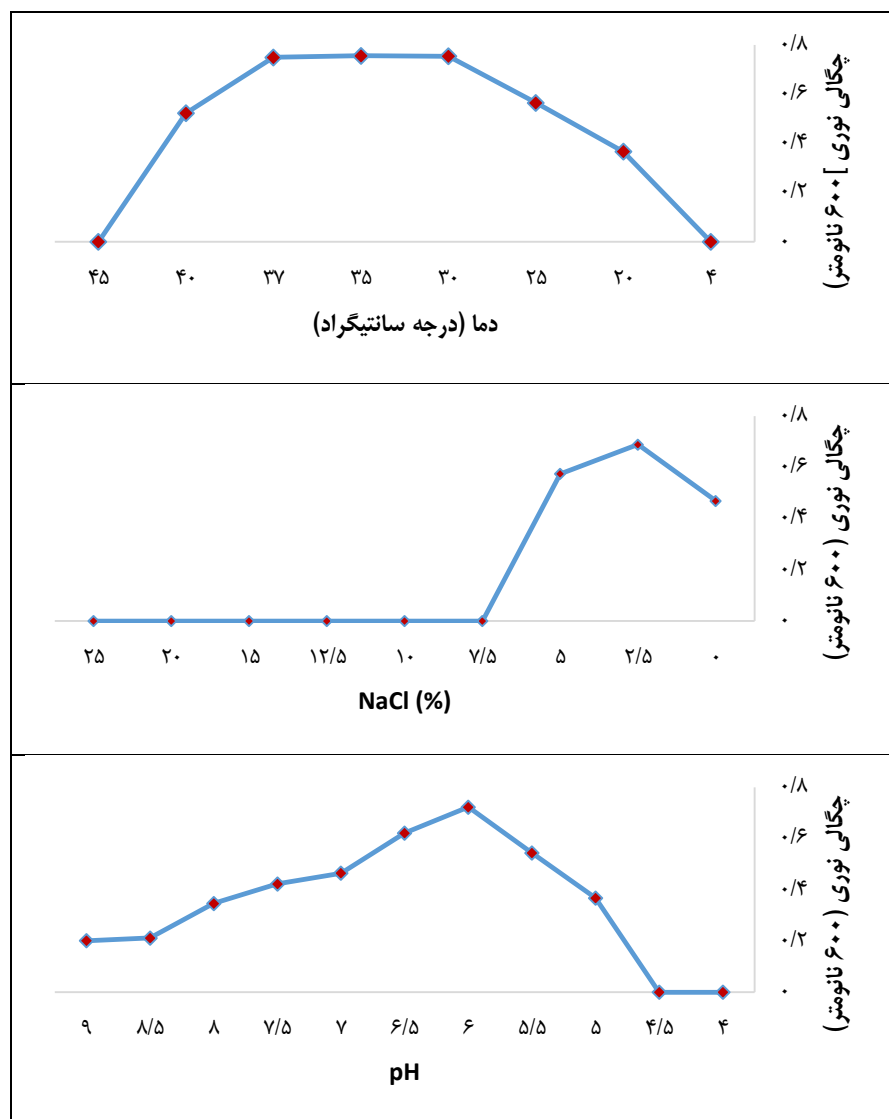 ۰/۸
۰/۶
۰/۴
۰/۲
۰
چگالی نوری ]۶۰۰ نانومتر)
۴۵ ۴۰ ۳۷ ۳۵ ۳۰ ۲۵ ۲۰ ۴
دما (درجه سانتیگراد)
۰/۸
۰/۶
۰/۴
۰/۲
۰
چگالی نوری (۶۰۰ نانومتر)
۲۵ ۲۰ ۱۵ ۱۲/۵ ۱۰ ۷/۵ ۵ ۲/۵ ۰
NaCl (%)
۰/۸
۰/۶
۰/۴
۰/۲
۰
چگالی نوری (۶۰۰ نانومتر)
۹ ۸/۵ ۸ ۷/۵ ۷ ۶/۵ ۶ ۵/۵ ۵ ۴/۵ ۴
pH